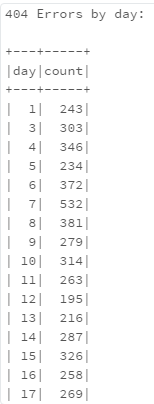 404 Errors by day:
+---+-----+
|day|count|
+---+-----+
|  1|  243|
|  3|  303|
|  4|  346|
|  5|  234|
|  6|  372|
|  7|  532|
|  8|  381|
|  9|  279|
| 10|  314|
| 11|  263|
| 12|  195|
| 13|  216|
| 14|  287|
| 15|  326|
| 16|  258|
| 17|  269|